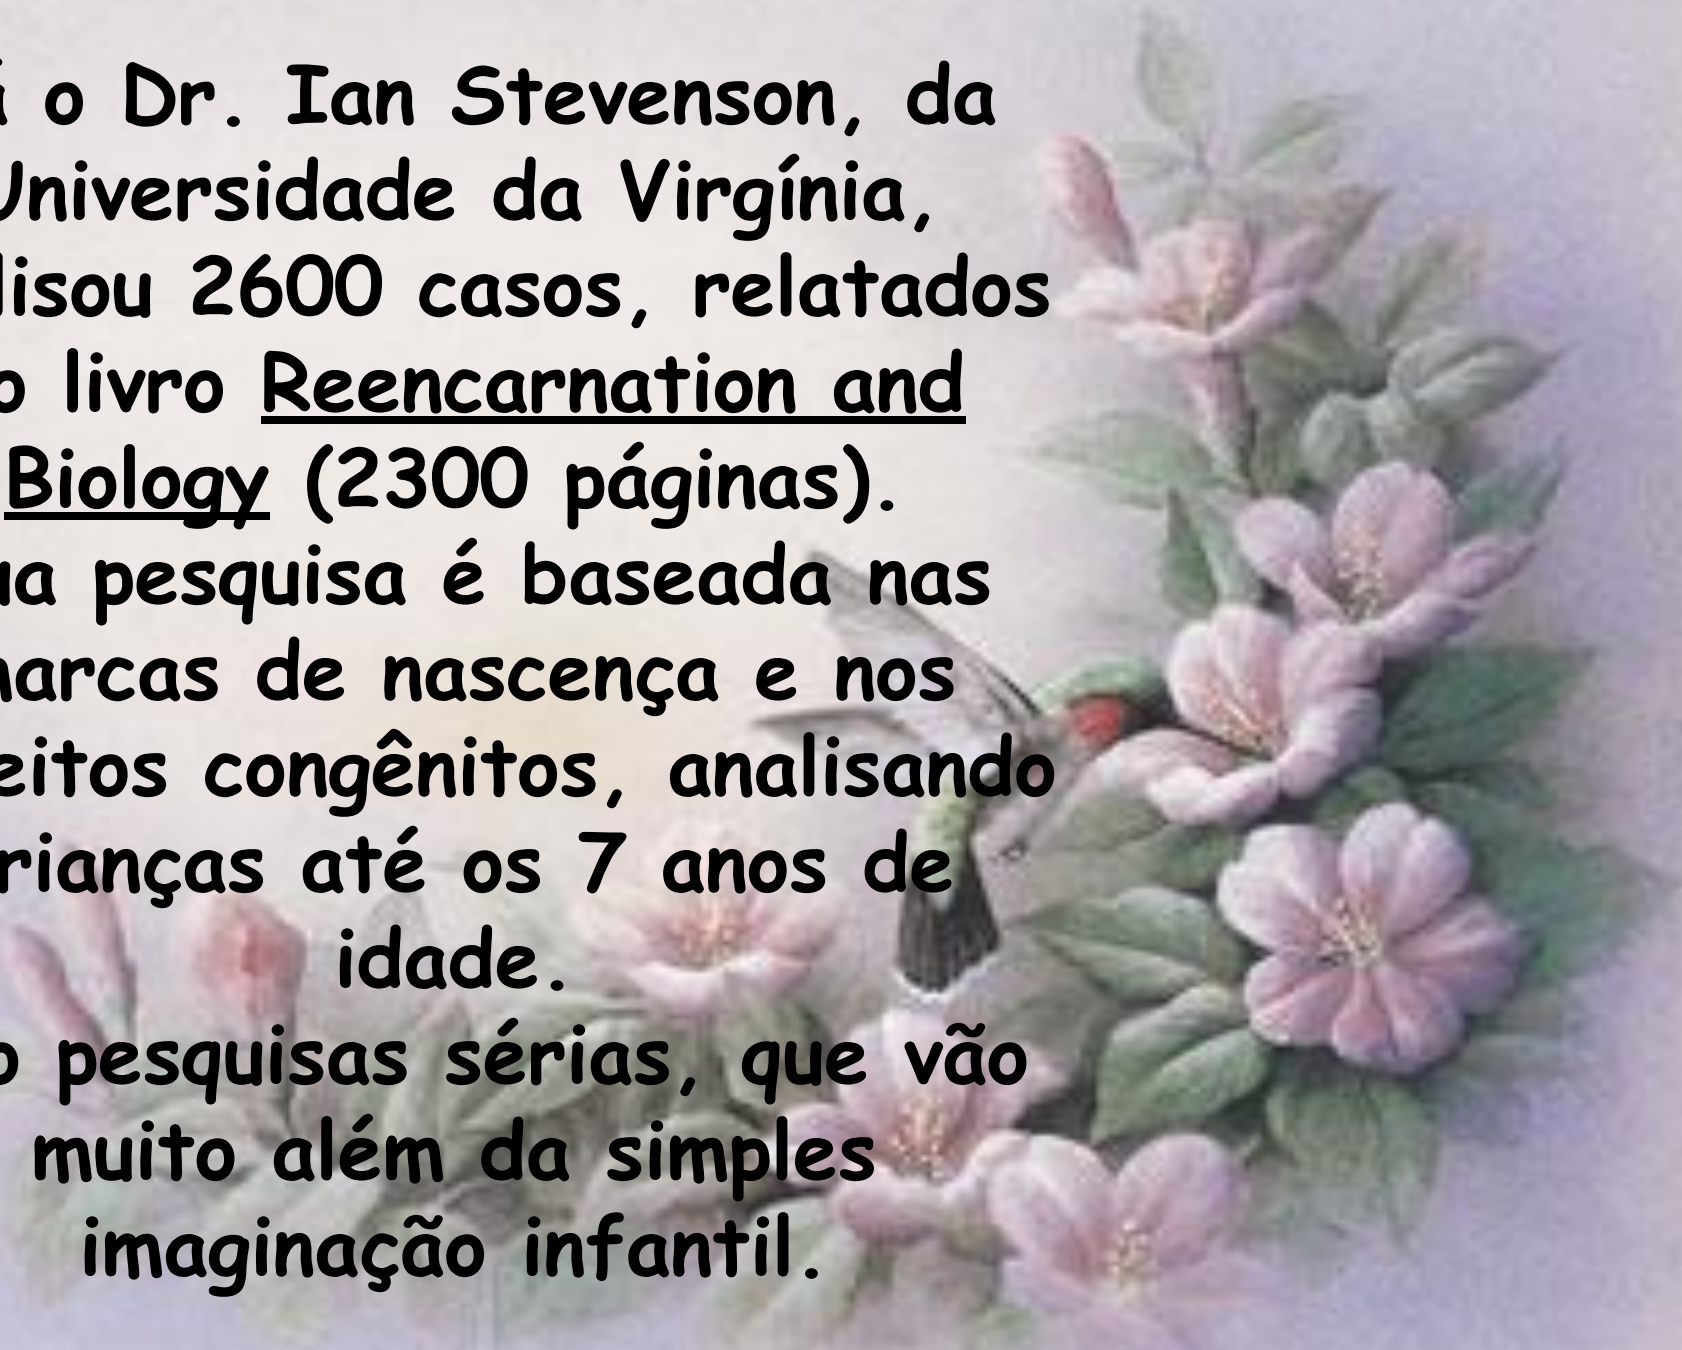 á o Dr. Ian Stevenson, da
Universidade da Virgínia,
lisou 2600 casos, relatados
o livro Reencarnation and
Biology (2300 páginas).
ua pesquisa é baseada nas
marcas de nascença e nos
eitos congênitos, analisando
rianças até os 7 anos de
idade.
o pesquisas sérias, que vão
muito além da simples
imaginação infantil.